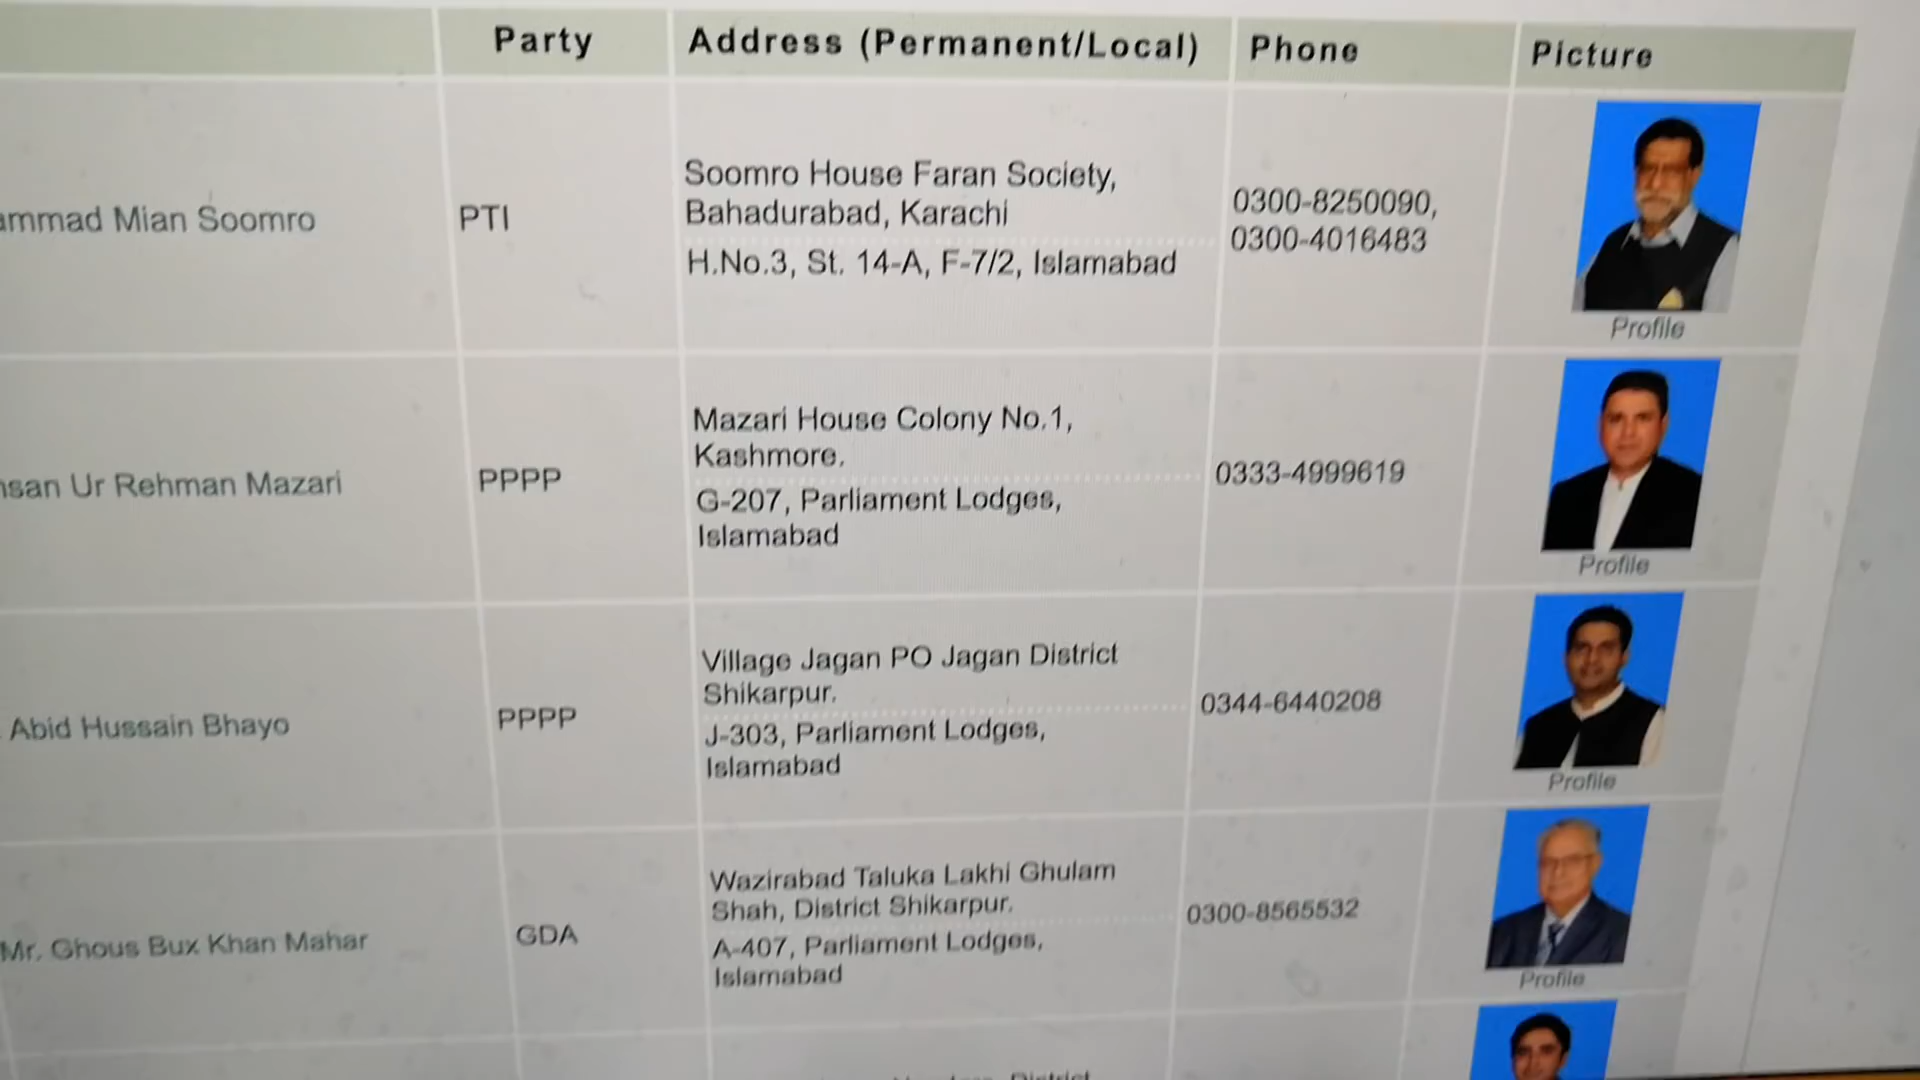 Party Address (Permanent/Local) Phone Picture
ammad Mian Soomro
PTI
Soomro House Faran Society,
Bahadurabad, Karachi
H.No.3, St. 14-A, F-7/2, Islamabad
0300-8250090,
0300-4016483
Profile
Ur Rehman Mazari
PPPP
Mazari House Colony No.1,
Kashmore.
G-207, Parliament Lodges,
Islamabad
0333-4999619
Profile
Abid Hussain Bhayo
PPPP
Village Jagan PO Jagan District
Shikarpur.
J-303, Parliament Lodges,
Islamabad
0344-6440208
Profile
Mr. Ghous Bux Khan Mahar
GDA
Wazirabad Taluka Lakhi Ghulam
Shah, District Shikarpur.
A-407, Parliament Lodges,
Islamabad
0300-8565532
Profile
District